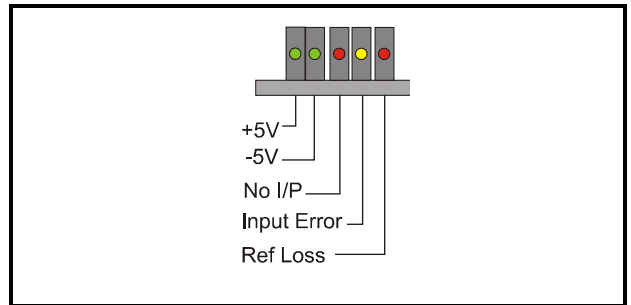 +5V
-5V
No I/P
Input Error
Ref Loss